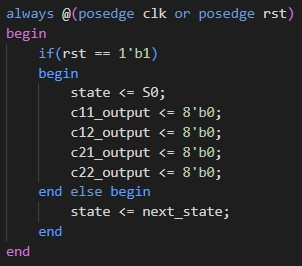 always @(posedge clk or posedge rst)
begin
    if(rst == 1'b1)
    begin
        state <= S0;
        c11_output <= 8'b0;
        c12_output <= 8'b0;
        c21_output <= 8'b0;
        c22_output <= 8'b0;
    end else begin
        state <= next_state;
    end
end